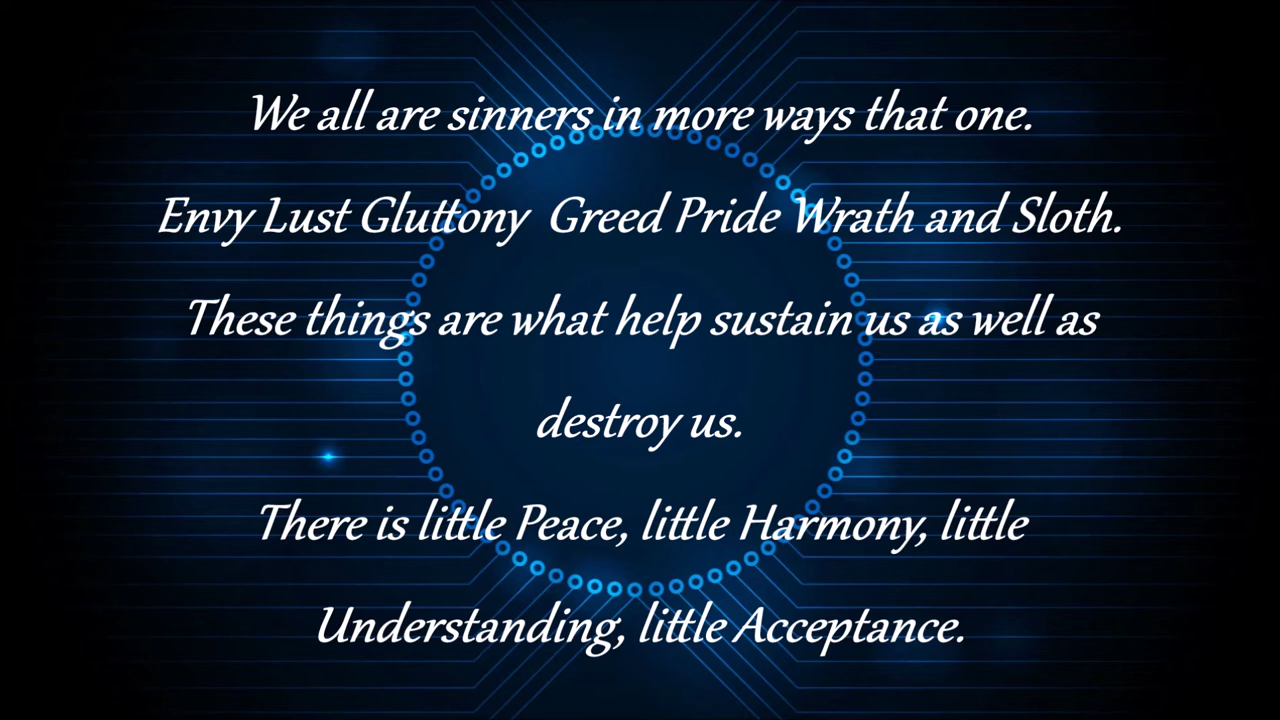 We all are sinners in more ways that one.
Envy Lust Gluttony  Greed Pride Wrath and Sloth.
These things are what help sustain us as well as
destroy us.
There is little Peace, little Harmony, little
Understanding, little Acceptance.